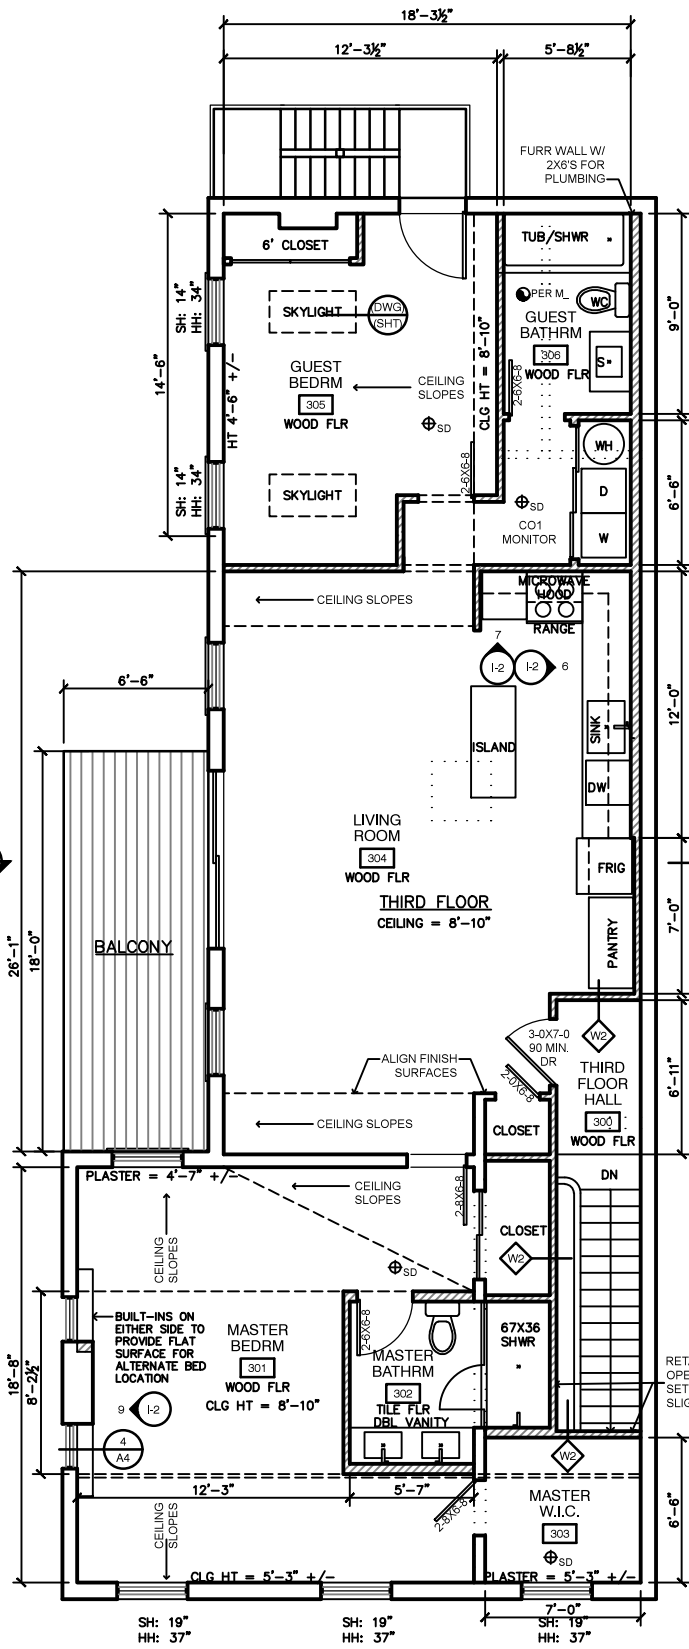 18'-3½"
12'-3½"
5'-8½"
FURR WALL W/
2X6'S FOR
PLUMBING
6' CLOSET
TUB/SHWR
SH: 14"
HH: 34"
SKYLIGHT
(DWG)
(SHT)
PER M_
WC
9'-0"
GUEST
BATHRM
306
WOOD FLR
S
14'-6"
HT 4'-6" +/-
CLG HT = 8'-10"
2-6X6-8
GUEST
BEDRM
305
WOOD FLR
CEILING
SLOPES
SD
2-6X6-8
WH
SH: 14"
HH: 34"
SKYLIGHT
D
6'-6"
SD
CO1
MONITOR
W
MICROWAVE
HOOD
CEILING SLOPES
RANGE
7
I-2
I-2
6
6'-6"
12'-0"
SINK
ISLAND
DW
LIVING
ROOM
304
WOOD FLR
FRIG
THIRD FLOOR
CEILING = 8'-10"
26'-1"
18'-0"
BALCONY
PANTRY
7'-0"
3-0X7-0
90 MIN.
DR
W2
ALIGN FINISH
SURFACES
2-0X6-8
THIRD
FLOOR
HALL
300
WOOD FLR
6'-11"
CEILING SLOPES
CLOSET
PLASTER = 4'-7" +/-
DN
CEILING
SLOPES
2-8X6-8
CEILING
SLOPES
CLOSET
W2
SD
BUILT-INS ON
EITHER SIDE TO
PROVIDE FLAT
SURFACE FOR
ALTERNATE BED
LOCATION
MASTER
BEDRM
301
WOOD FLR
CLG HT = 8'-10"
2-6X6-8
MASTER
BATHRM
302
TILE FLR
DBL VANITY
67X36
SHWR
18'-8"
8'-2½"
RETA
OPE
SET
SLIG
9
I-2
4
A4
W2
12'-3"
5'-7"
2-8X6-8
MASTER
W.I.C.
303
SD
6'-6"
CEILING
SLOPES
CLG HT = 5'-3" +/-
PLASTER = 5'-3" +/-
7'-0"
SH: 19"
HH: 37"
SH: 19"
HH: 37"
SH: 19"
HH: 37"